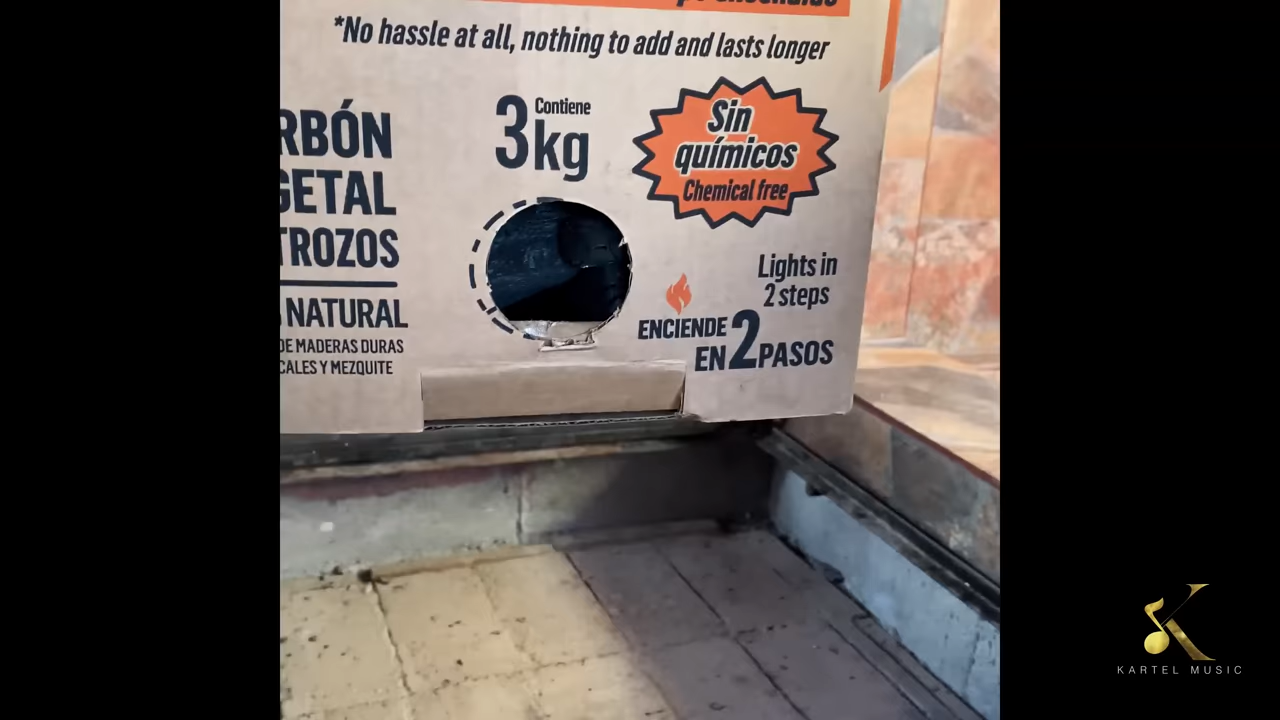 *No hassle at all, nothing to add and lasts longer
RBÓN
GETAL
TROZOS
NATURAL
DE MADERAS DURAS
CALES Y MEZQUITE
Contiene
3kg
Sin
químicos
Chemical free
Lights in
2 steps
ENCIENDE
EN 2 PASOS
KARTEL MUSIC